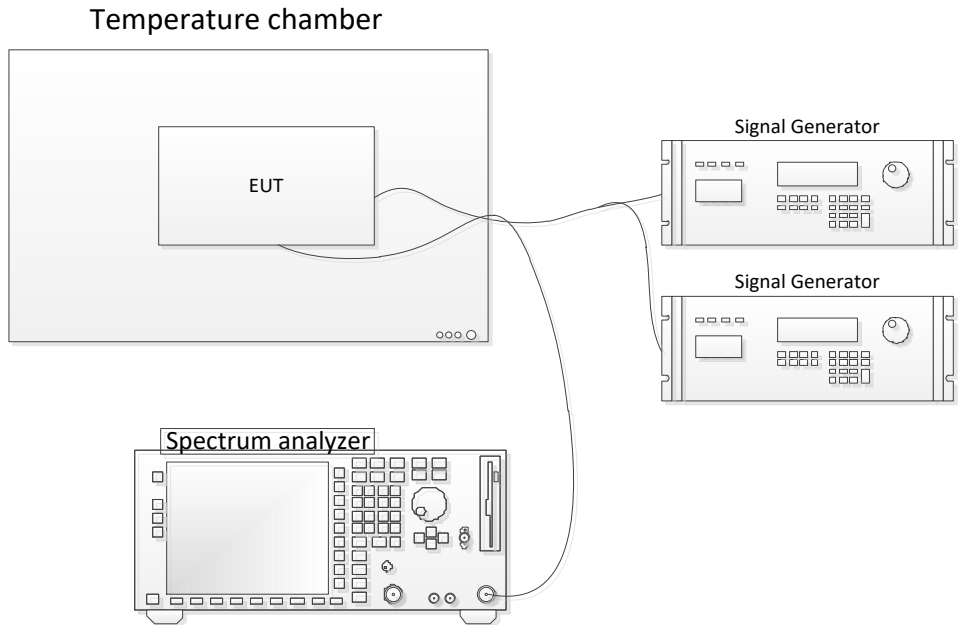 Temperature chamber
Signal Generator
EUT
Signal Generator
Spectrum analyzer